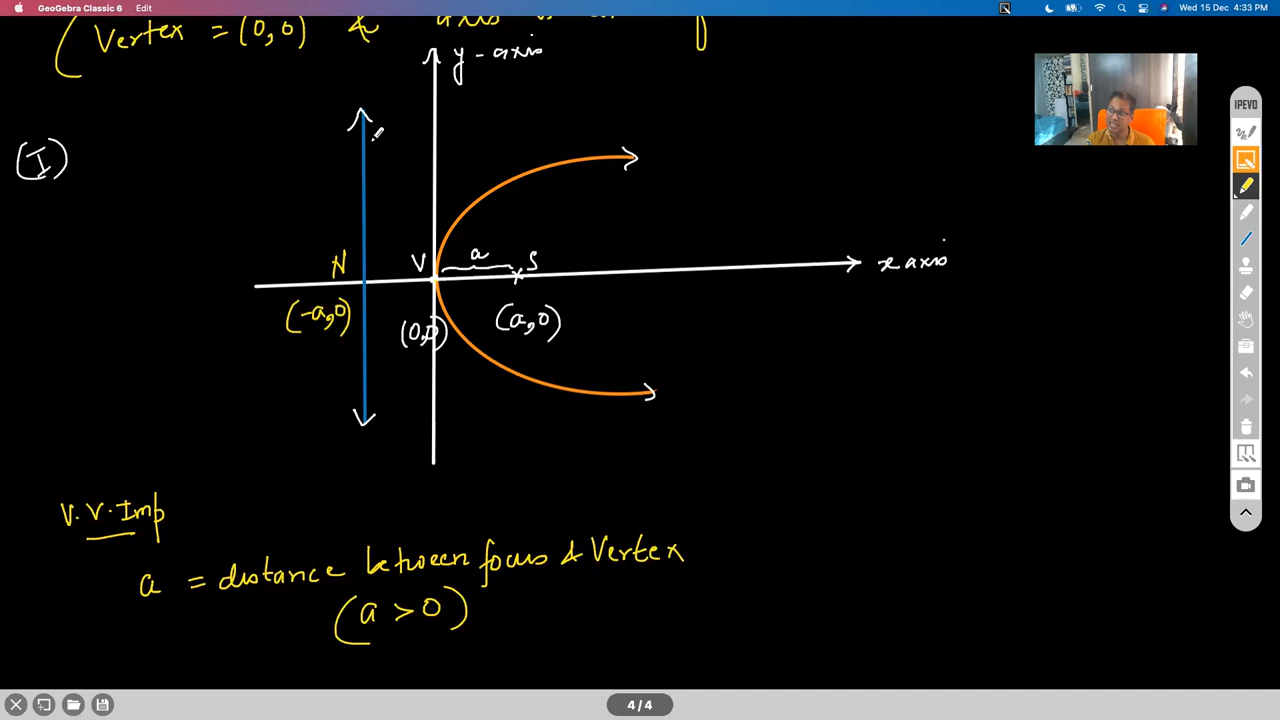 GeoGebra Classic 6 Edit Wed 15 Dec 4:33 PM
(Vertex = (0,0) & axis
y-axis
IPEVO
(I)
N V a S x axis
(-a,0) (0,0) (a,0)
V.V.Imp
a = distance between focus & Vertex
(a > 0)
4/4